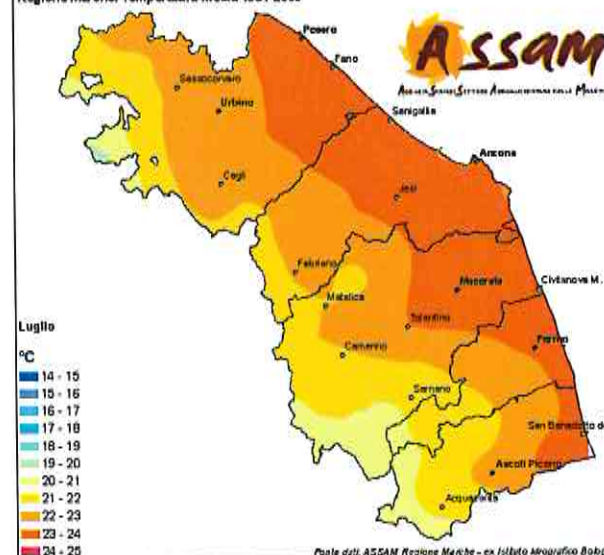 Assam
Luglio
°C
14 - 15
15 - 16
16 - 17
17 - 18
18 - 19
19 - 20
20 - 21
21 - 22
22 - 23
23 - 24
24 - 25
Pesaro
Fano
Sassocorvaro
Urbino
Senigallia
Ancona
Cagli
Jesi
Fabriano
Matelica
Macerata
Civitanova M.
Tolentino
Camerino
Fermo
Sarnano
San Benedetto de
Ascoli Piceno
Acquasanta
Fonte dati: ASSAM Regione Marche - ex Istituto Idrografico Bolog